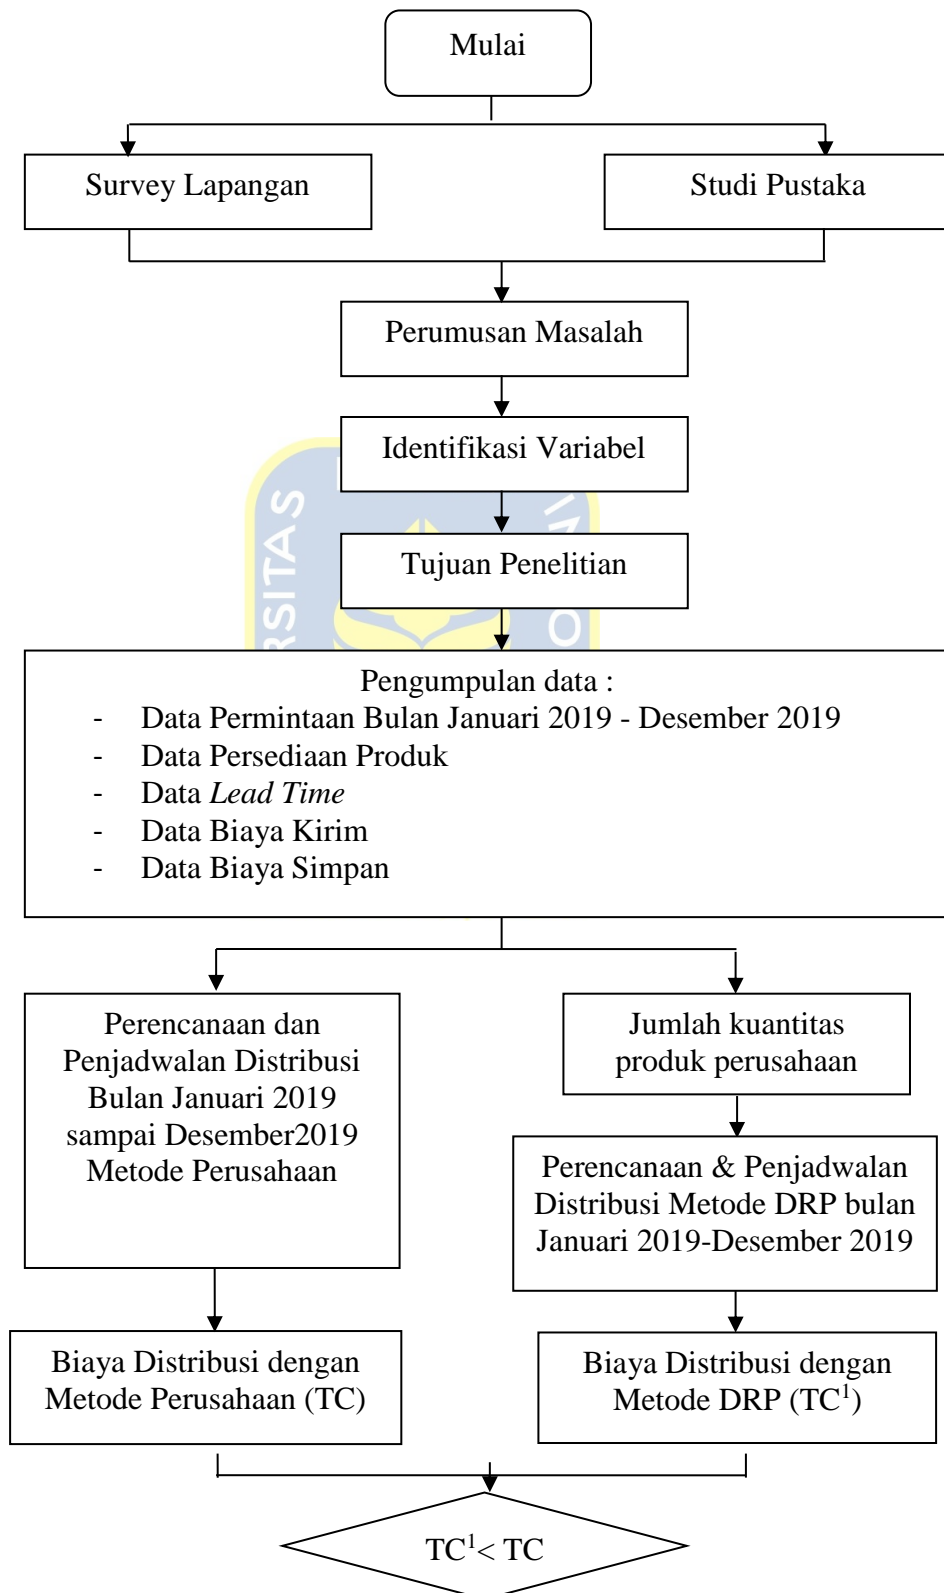 Mulai
Survey Lapangan
Studi Pustaka
Perumusan Masalah
Identifikasi Variabel
RSITAS
Tujuan Penelitian
Pengumpulan data :
- Data Permintaan Bulan Januari 2019 - Desember 2019
- Data Persediaan Produk
- Data Lead Time
- Data Biaya Kirim
- Data Biaya Simpan
Perencanaan dan
Penjadwalan Distribusi
Bulan Januari 2019
sampai Desember2019
Metode Perusahaan
Jumlah kuantitas
produk perusahaan
Perencanaan & Penjadwalan
Distribusi Metode DRP bulan
Januari 2019-Desember 2019
Biaya Distribusi dengan
Metode Perusahaan (TC)
Biaya Distribusi dengan
Metode DRP (TC¹)
TC¹< TC